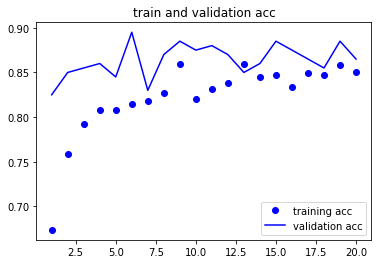 train and validation acc
0.90
0.85
0.80
0.75
0.70
2.5 5.0 7.5 10.0 12.5 15.0 17.5 20.0
training acc
validation acc